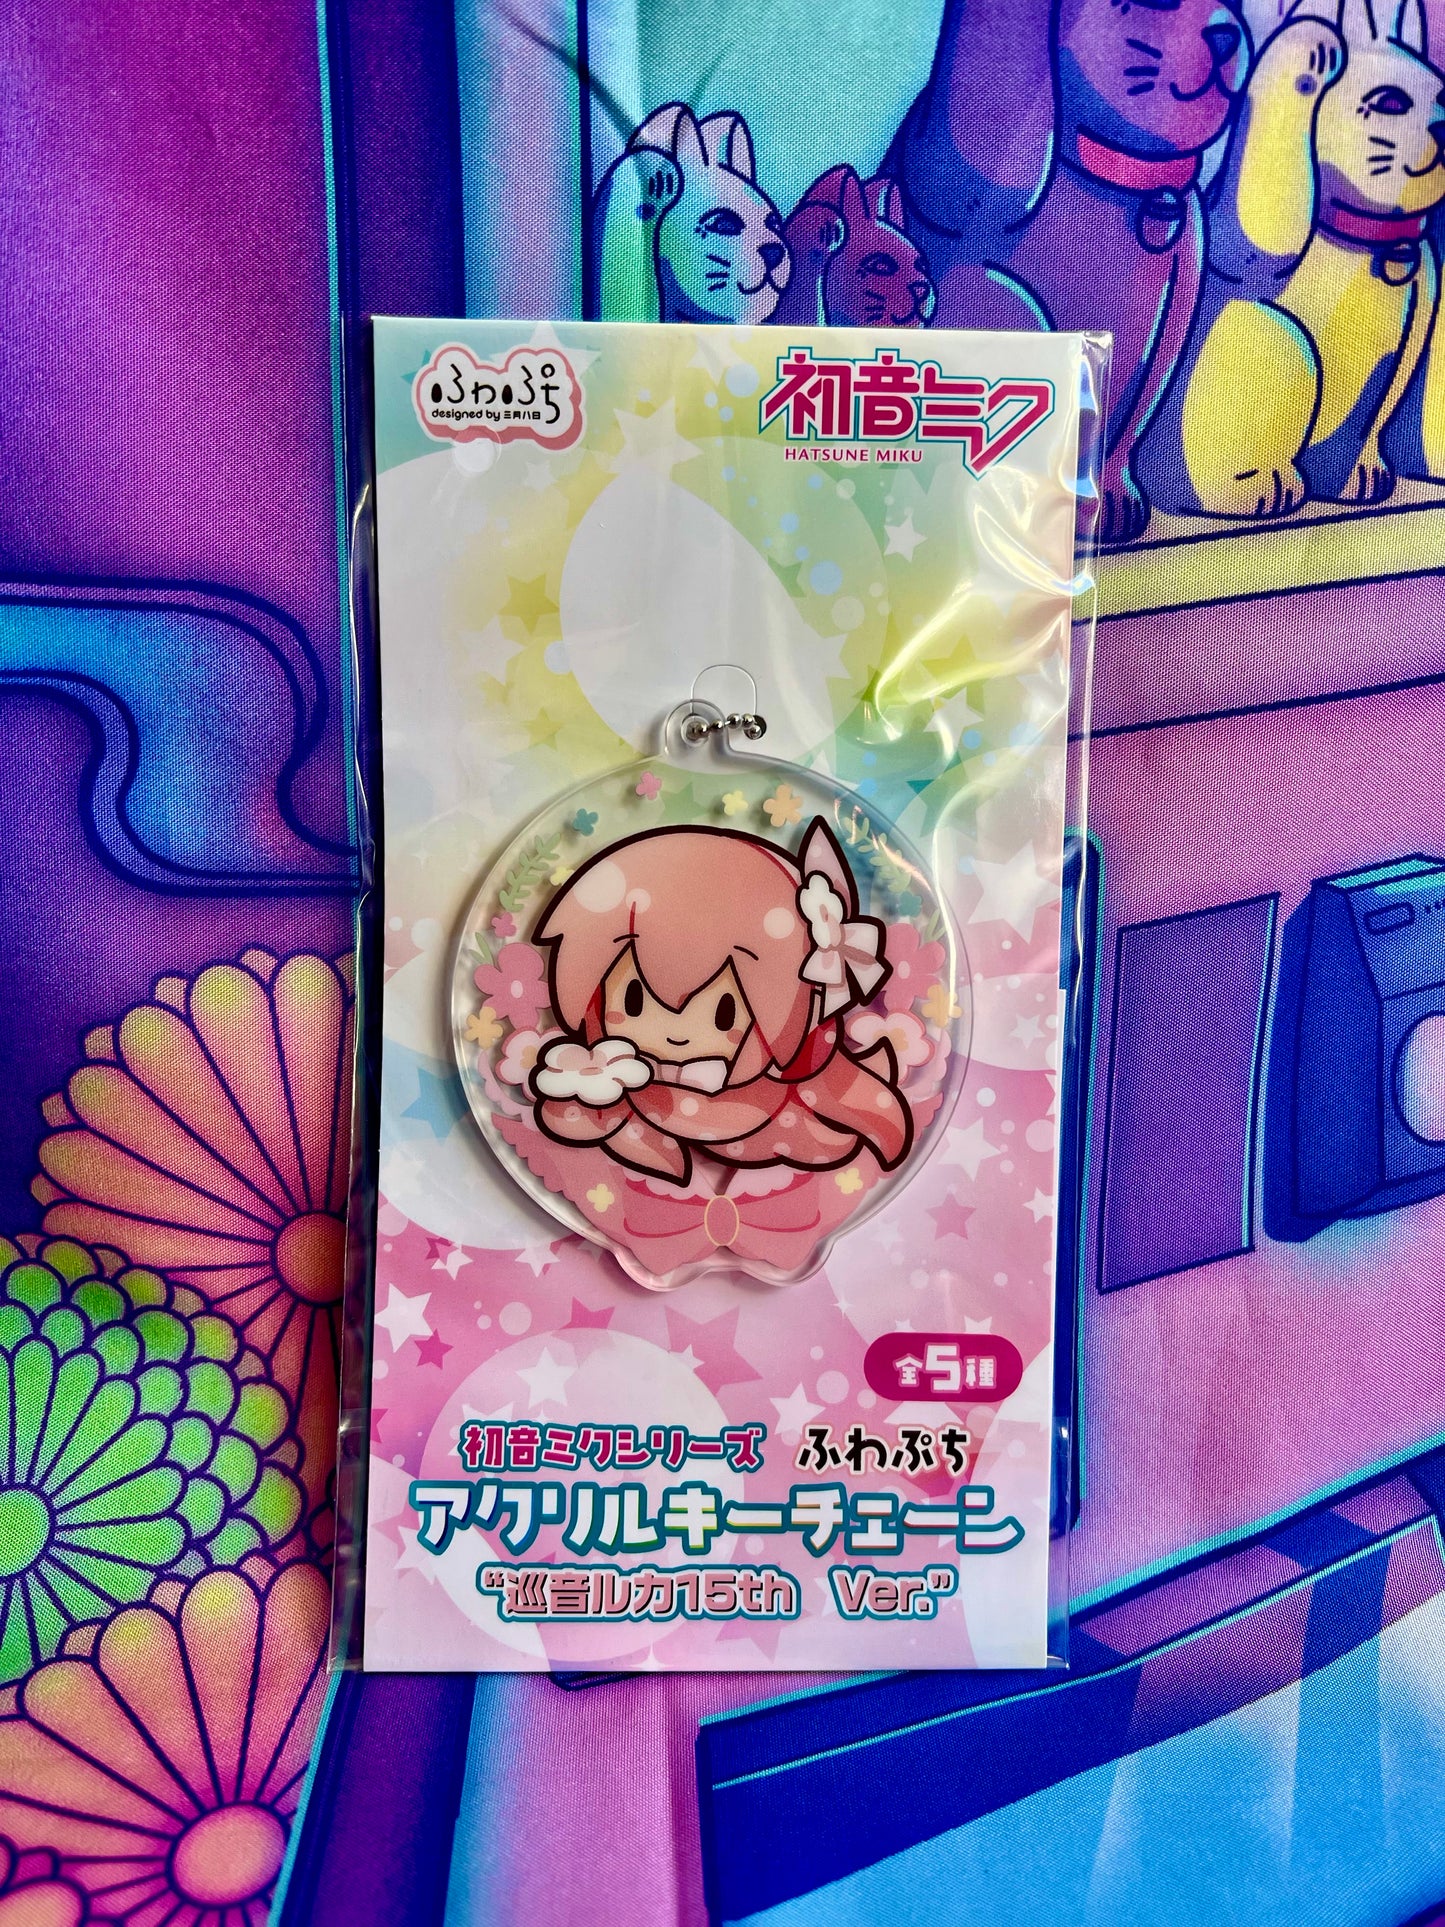 ふわぷち
designed by 三月八日
初音ミク
HATSUNE MIKU
全5種
初音ミクシリーズ ふわぷち
アクリルキーチェーン
“巡音ルカ15th Ver.”